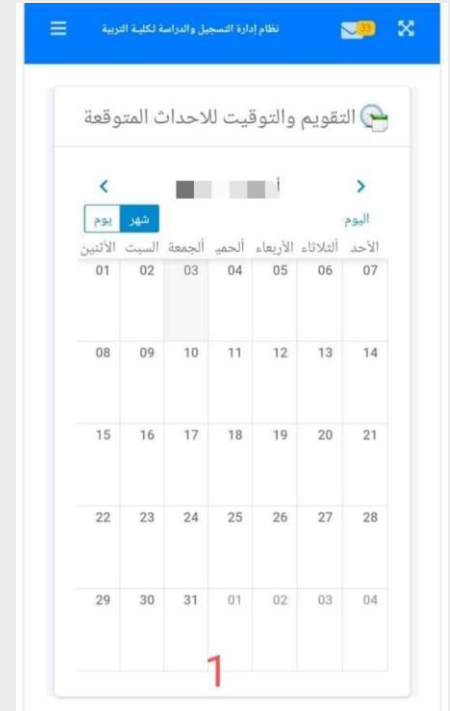 نظام إدارة التسجيل والدراسة لكلية التربية
التقويم والتوقيت للاحداث المتوقعة
اليوم شهر يوم
الأحد ألثلاثاء الأربعاء ألخميـ ألجمعة السبت الأثنين
01 02 03 04 05 06 07
08 09 10 11 12 13 14
15 16 17 18 19 20 21
22 23 24 25 26 27 28
29 30 31 01 02 03 04
1